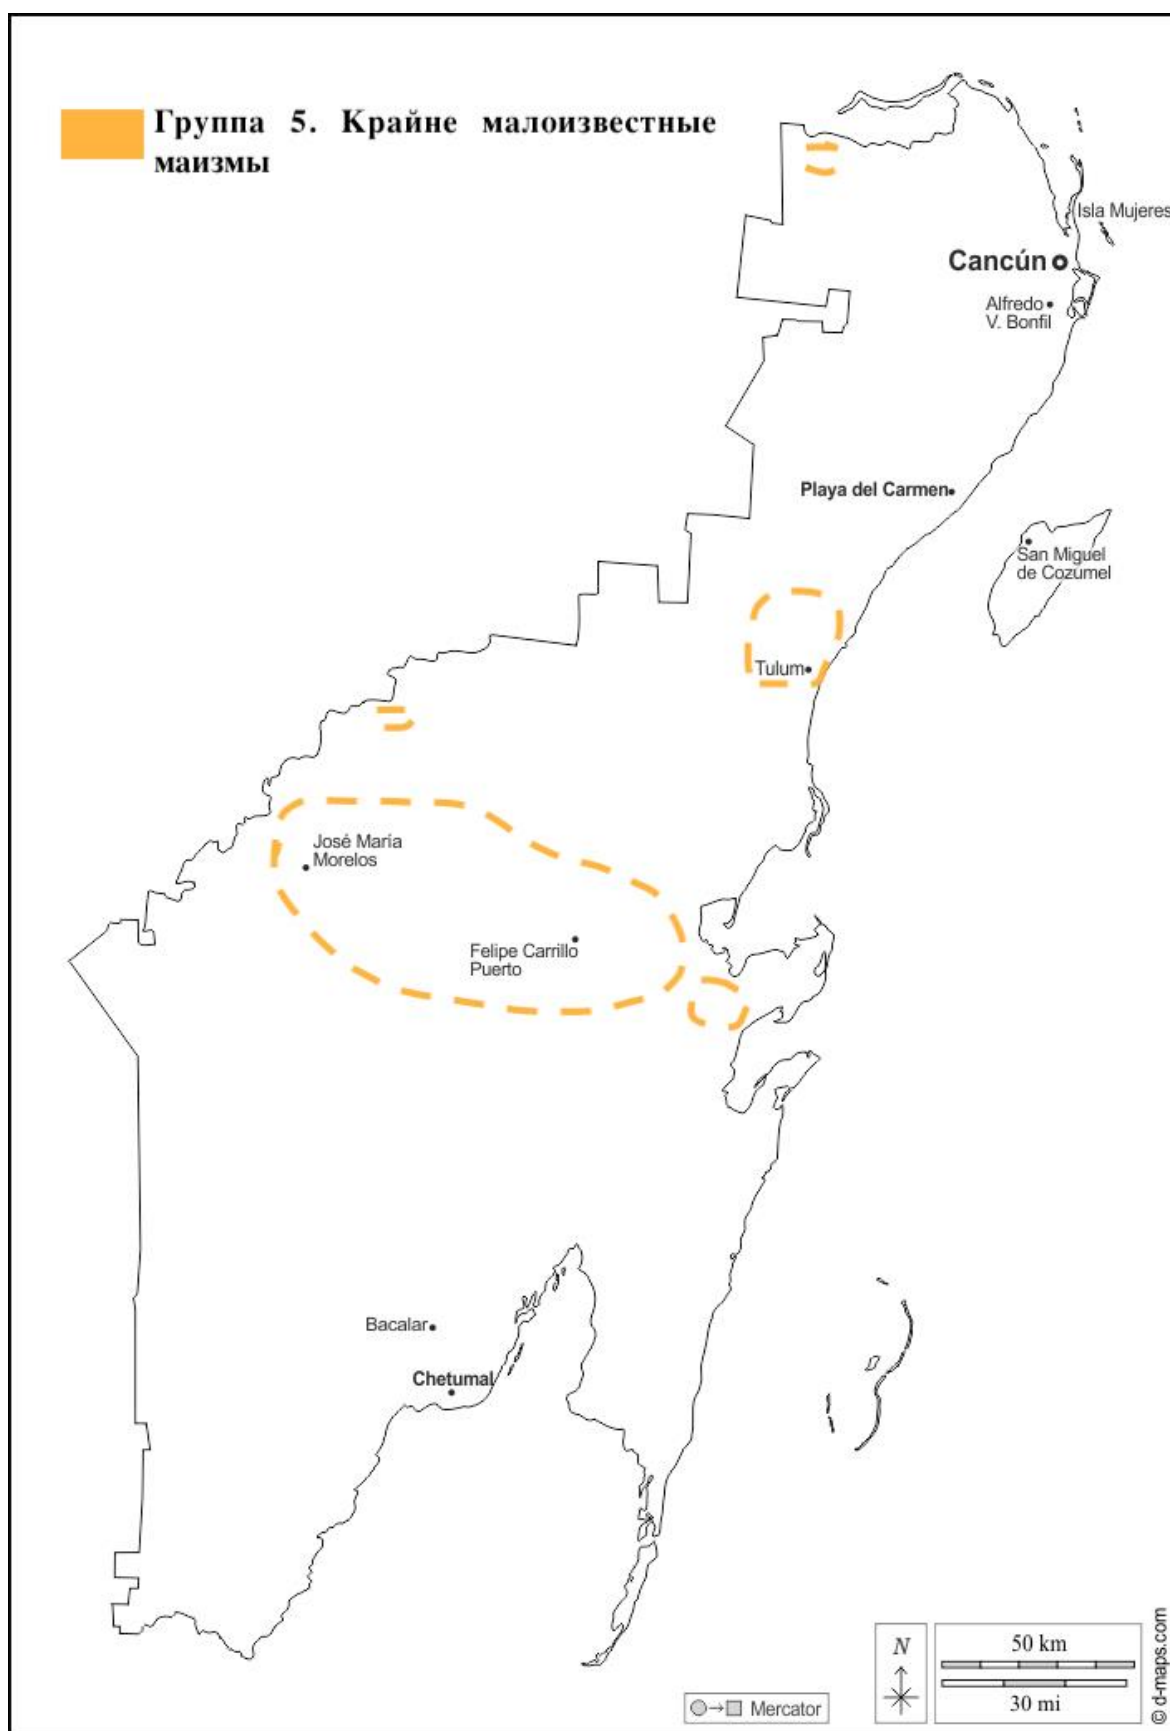 Группа 5. Крайне малоизвестные
маизмы
Isla Mujeres
Cancún
Alfredo
V. Bonfil
Playa del Carmen
San Miguel
de Cozumel
Tulum
José María
Morelos
Felipe Carrillo
Puerto
Bacalar
Chetumal
N
50 km
30 mi
Mercator
© d-maps.com